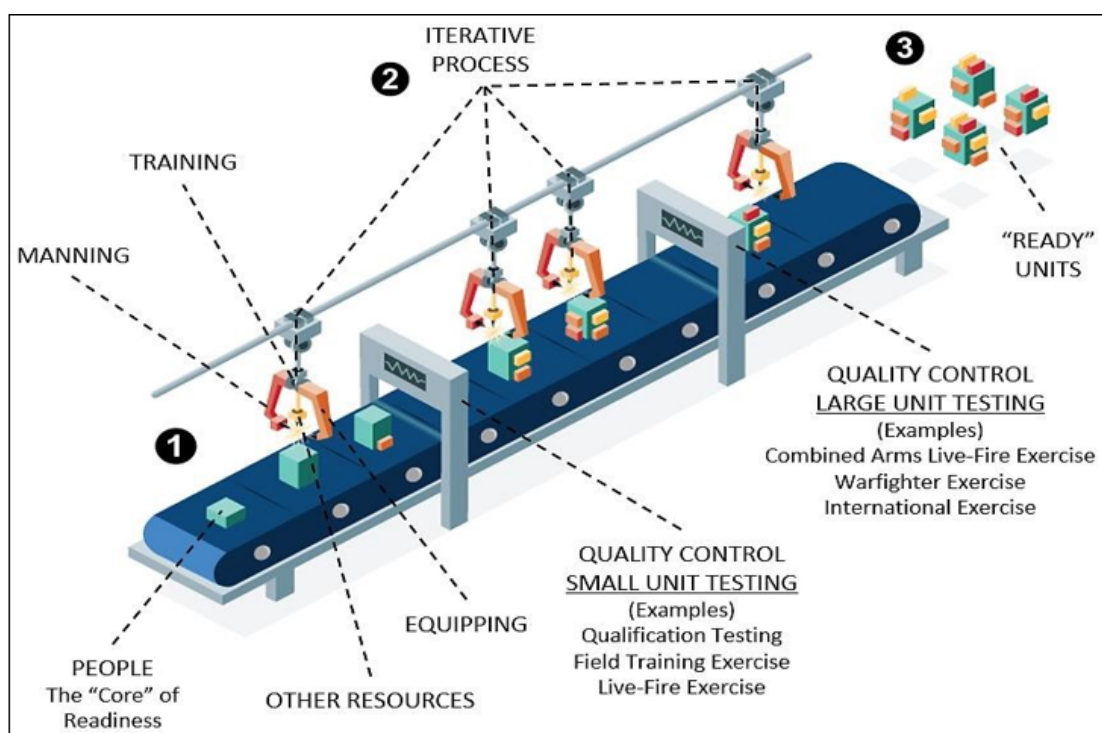 ITERATIVE
PROCESS
2
3
TRAINING
MANNING
"READY"
UNITS
1
QUALITY CONTROL
LARGE UNIT TESTING
(Examples)
Combined Arms Live-Fire Exercise
Warfighter Exercise
International Exercise
QUALITY CONTROL
SMALL UNIT TESTING
(Examples)
Qualification Testing
Field Training Exercise
Live-Fire Exercise
EQUIPPING
OTHER RESOURCES
PEOPLE
The “Core” of
Readiness